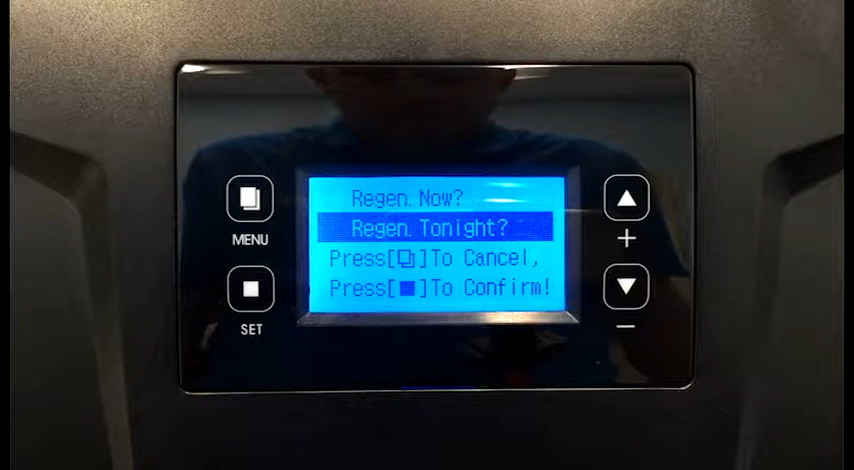 Regen. Now?
Regen. Tonight?
Press[❐]To Cancel,
Press[■]To Confirm!
MENU
SET
+
−